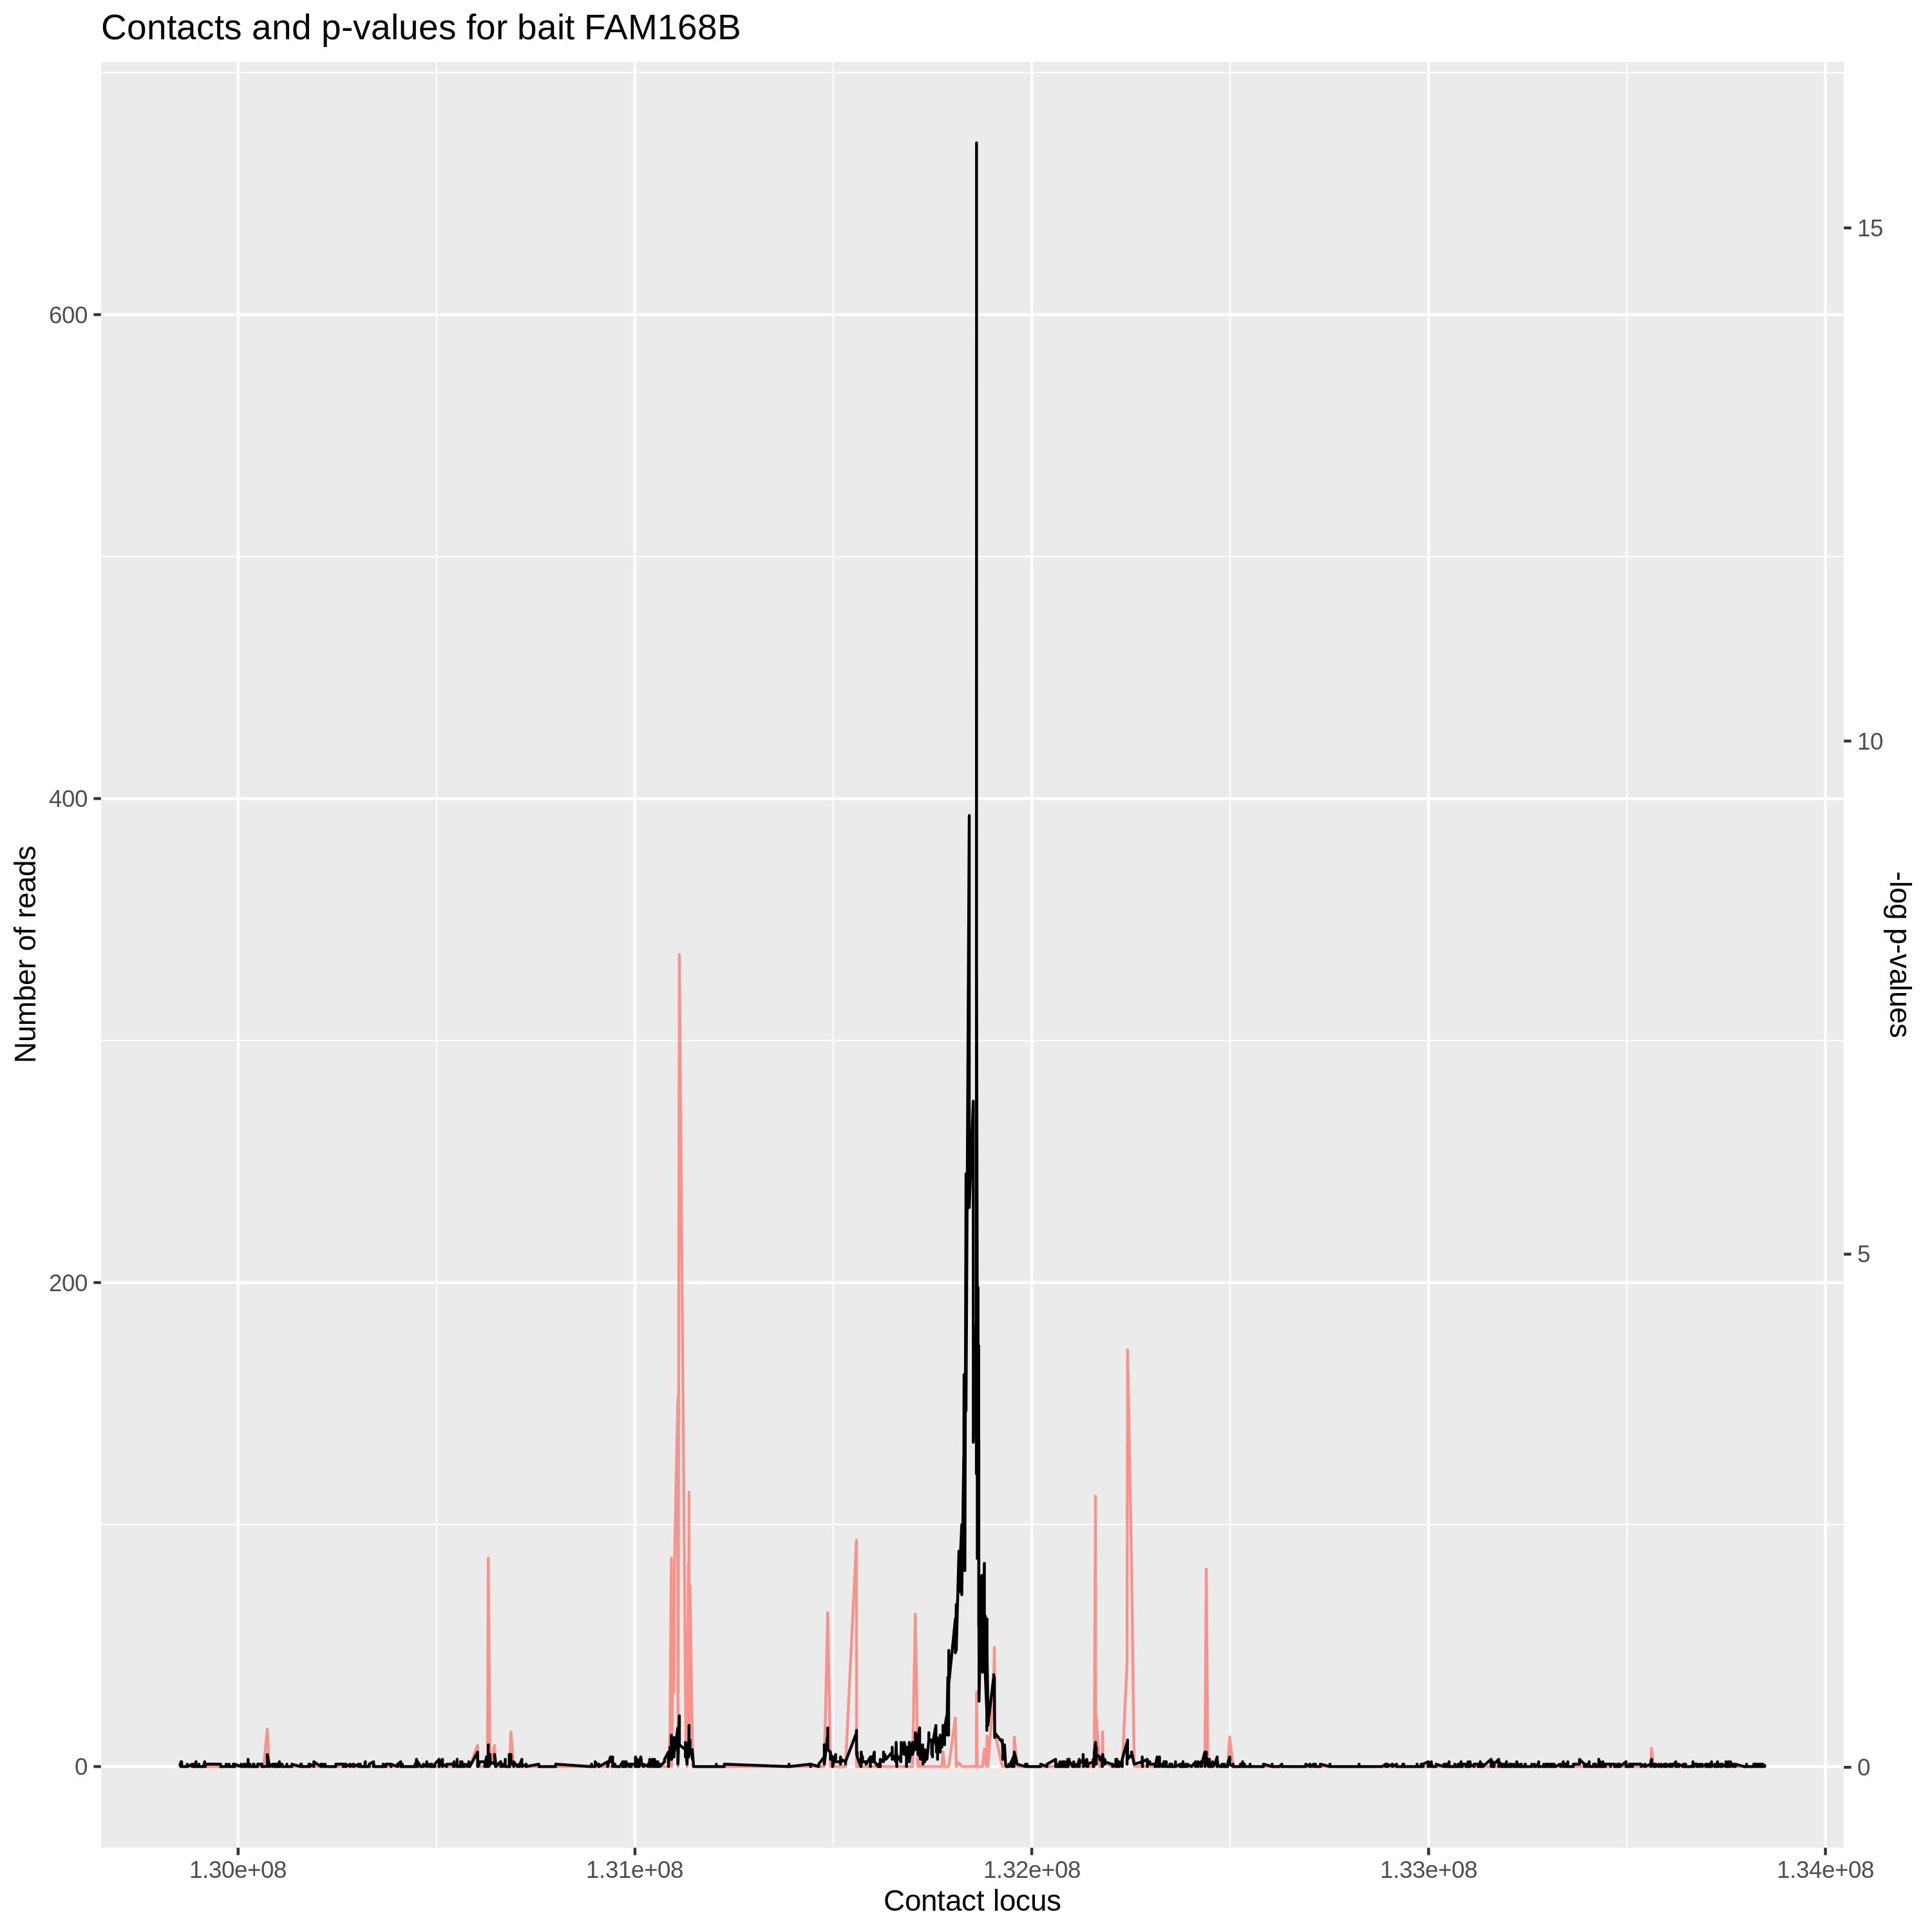 Contacts and p-values for bait FAM168B
Number of reads
600
400
200
0
15
10
5
0
-log p-values
1.30e+08
1.31e+08
1.32e+08
1.33e+08
1.34e+08
Contact locus